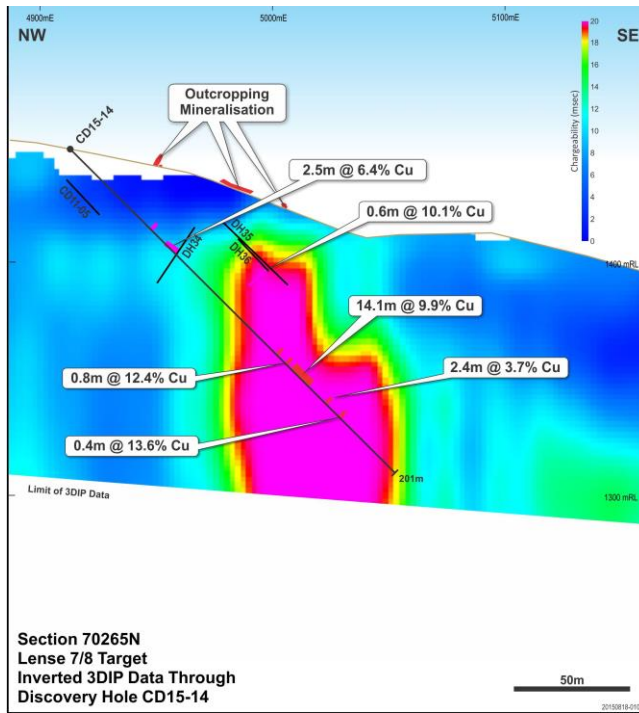 4900mE
5000mE
5100mE
NW
SE
20
18
16
14
12
10
8
6
4
2
0
Chargeability (msec)
CD15-14
Outcropping
Mineralisation
2.5m @ 6.4% Cu
CD11-05
DH34
DH35
DH36
0.6m @ 10.1% Cu
1400 mRL
14.1m @ 9.9% Cu
0.8m @ 12.4% Cu
2.4m @ 3.7% Cu
0.4m @ 13.6% Cu
201m
Limit of 3DIP Data
1300 mRL
Section 70265N
Lense 7/8 Target
Inverted 3DIP Data Through
Discovery Hole CD15-14
50m
20150818-010